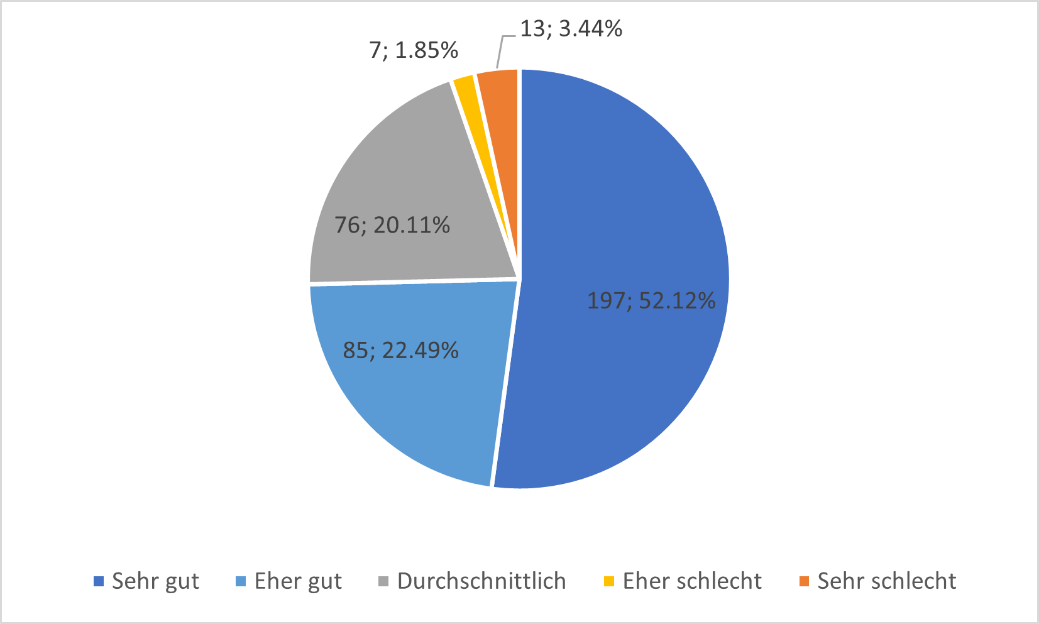 13; 3.44%
7; 1.85%
76; 20.11%
197; 52.12%
85; 22.49%
Sehr gut
Eher gut
Durchschnittlich
Eher schlecht
Sehr schlecht